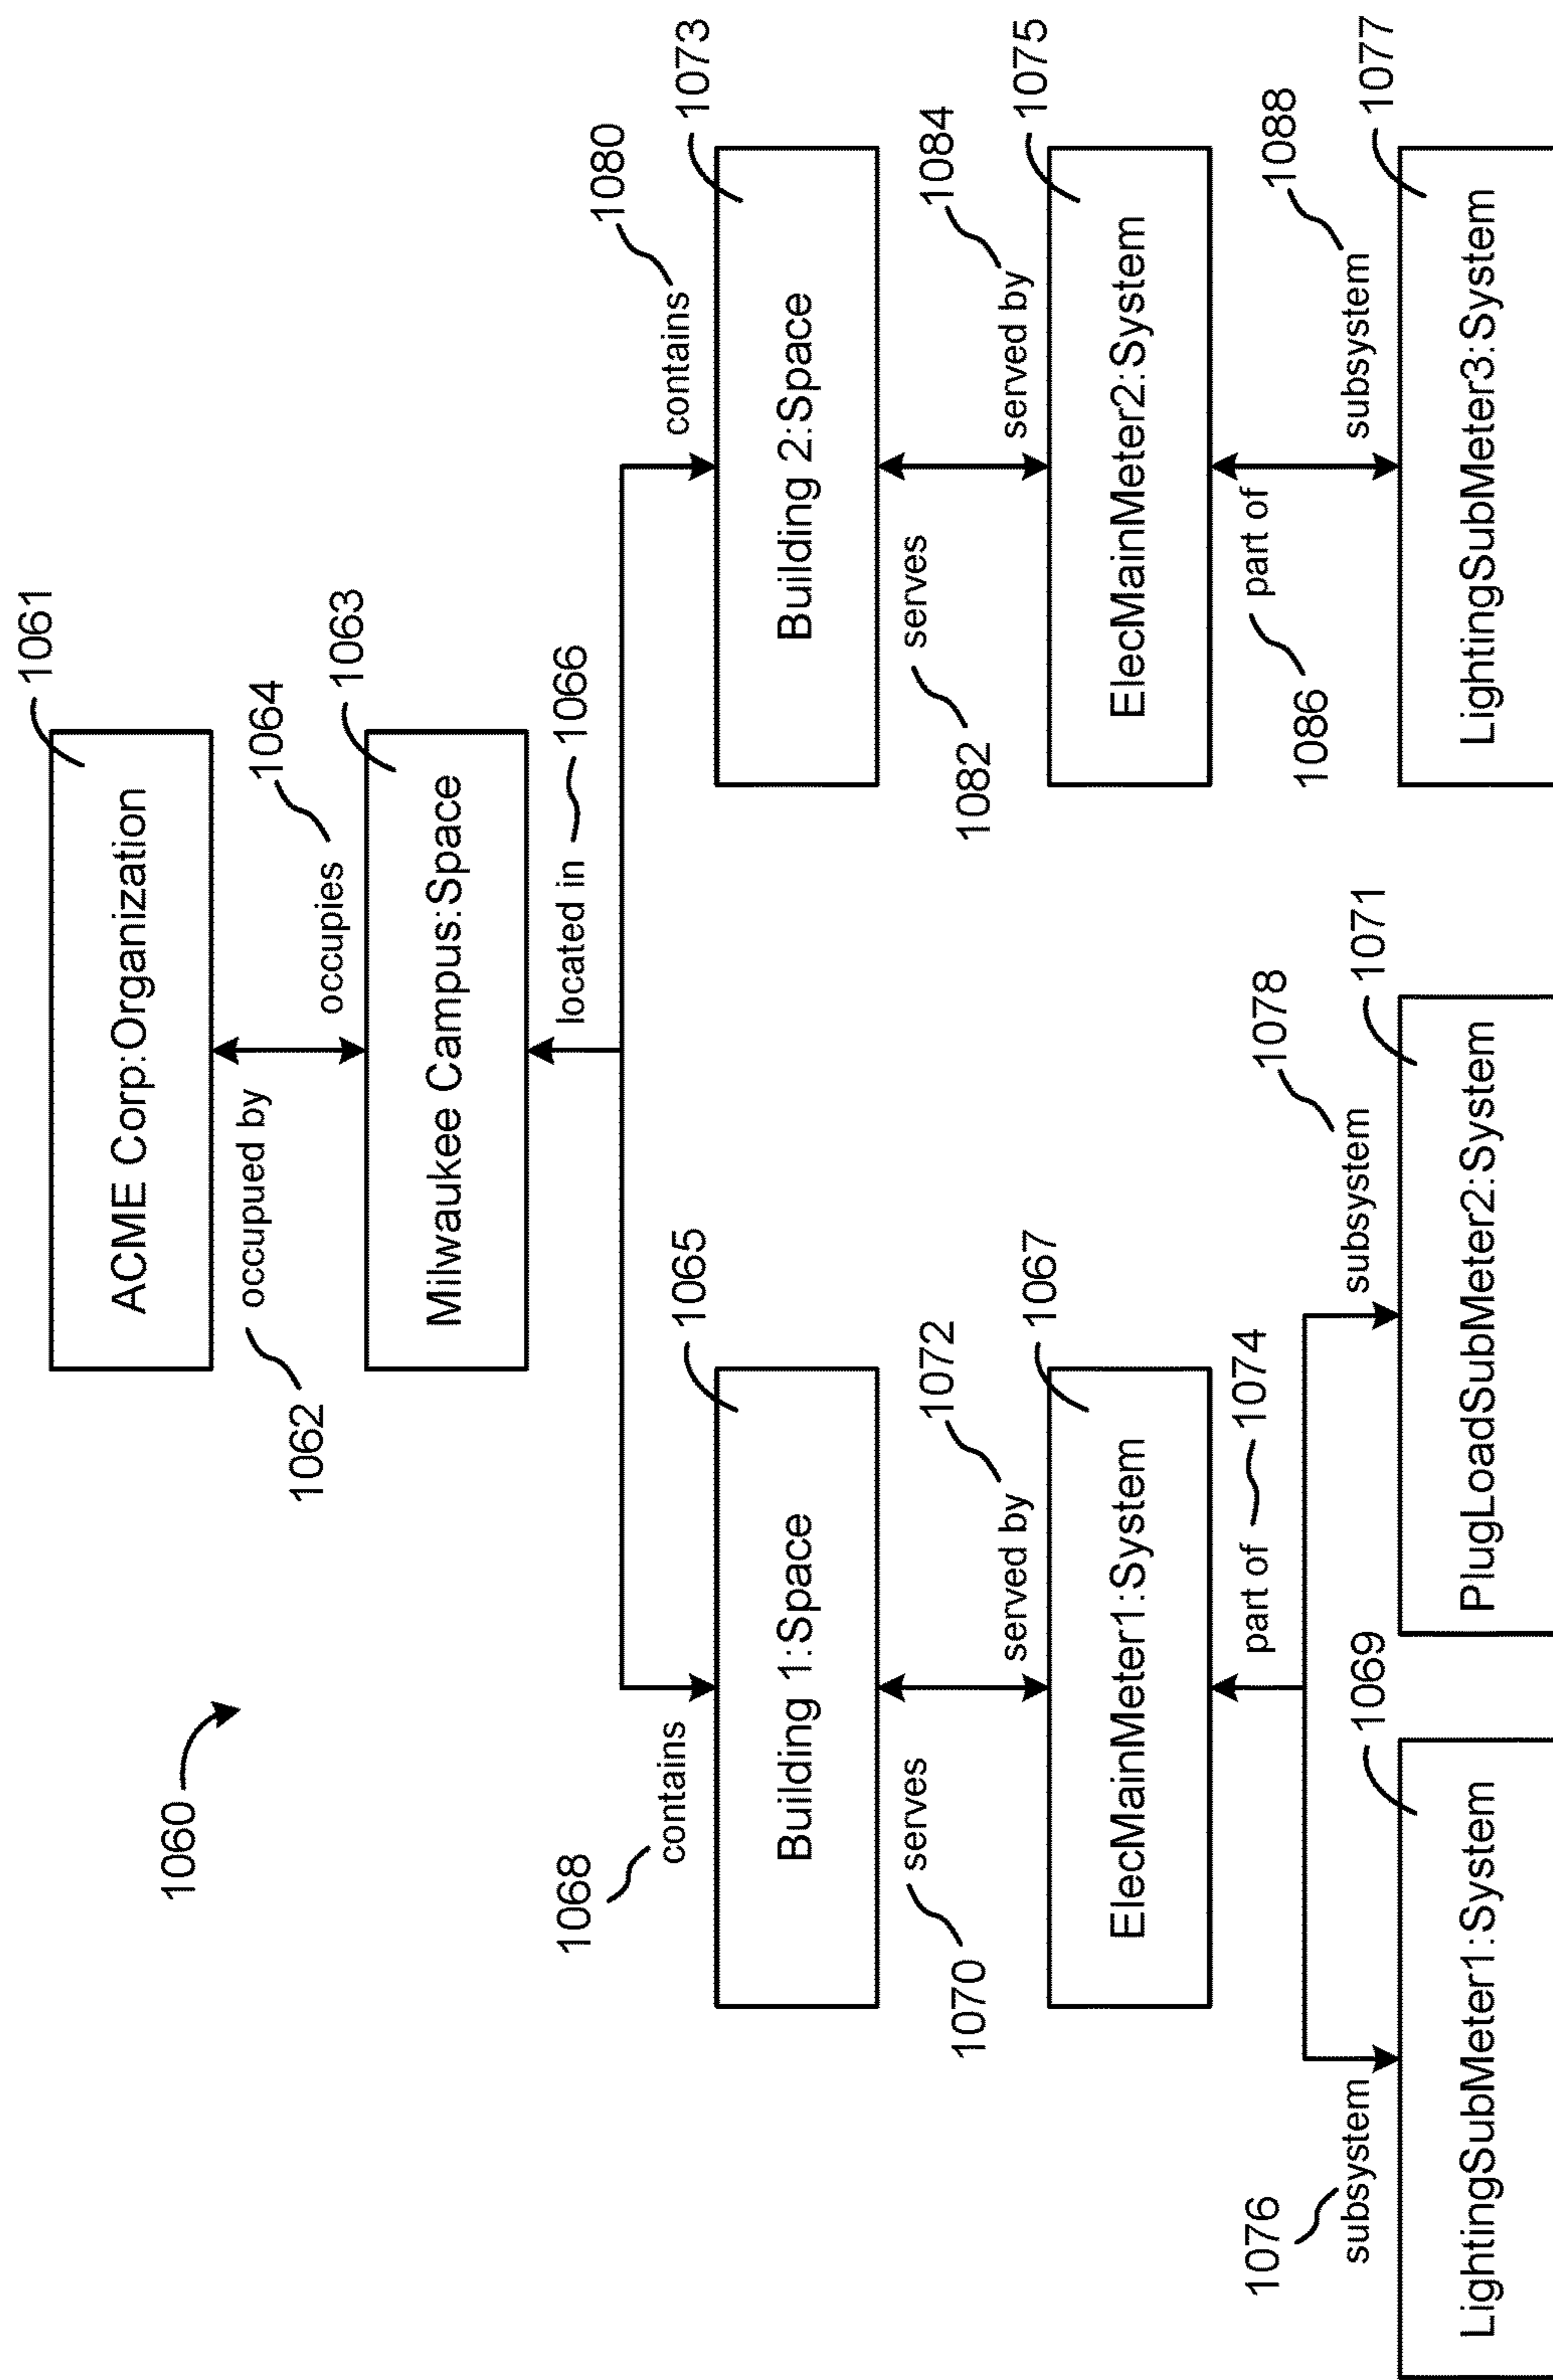 1060
ACME Corp:Organization
1061
occupued by
1062
occupies
1064
Milwaukee Campus:Space
1063
located in
1066
1068
contains
contains
1080
Building 1:Space
1065
Building 2:Space
1073
serves
1070
served by
1072
serves
1082
served by
1084
ElecMainMeter1:System
1067
ElecMainMeter2:System
1075
part of
1074
part of
1086
1076
subsystem
subsystem
1078
subsystem
1088
LightingSubMeter1:System
1069
PlugLoadSubMeter2:System
1071
LightingSubMeter3:System
1077